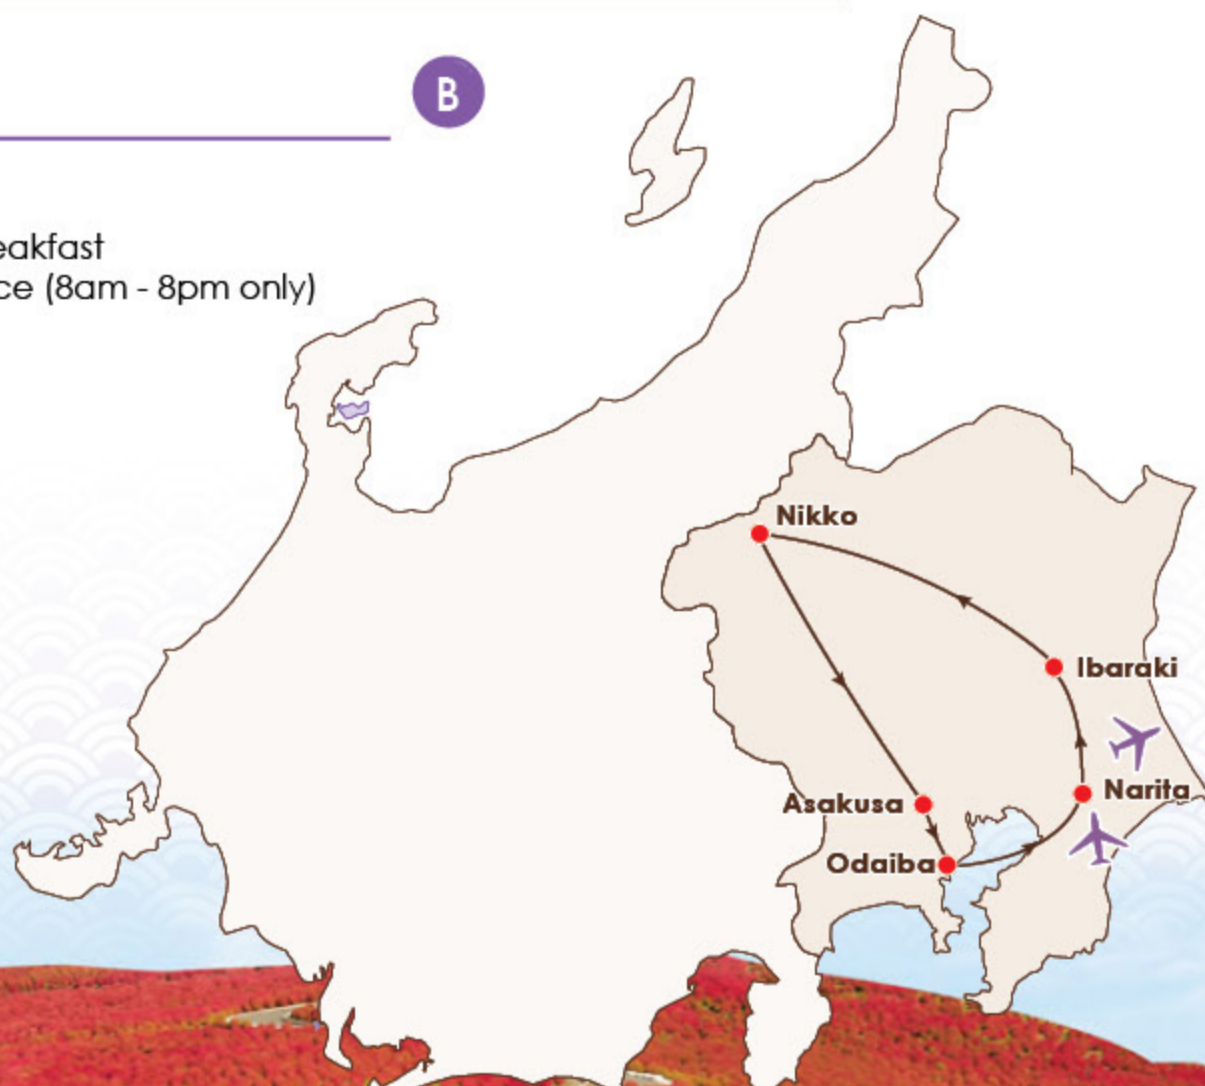 B
eakfast
ce (8am - 8pm only)
Nikko
Ibaraki
Narita
Asakusa
Odaiba